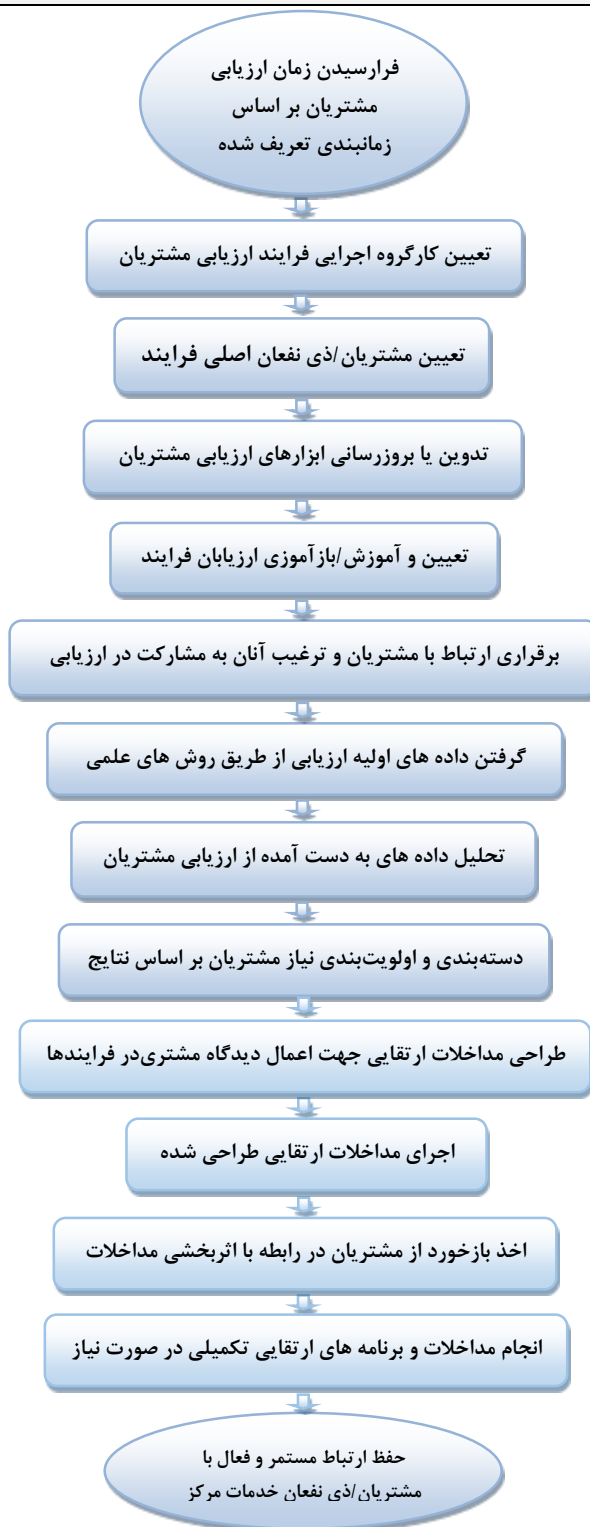 فرارسیدن زمان ارزیابی
مشتریان بر اساس
زمانبندی تعریف شده
تعیین کارگروه اجرایی فرایند ارزیابی مشتریان
تعیین مشتریان/ذی نفعان اصلی فرایند
تدوین یا بروزرسانی ابزارهای ارزیابی مشتریان
تعیین و آموزش/بازآموزی ارزیابان فرایند
برقراری ارتباط با مشتریان و ترغیب آنان به مشارکت در ارزیابی
گرفتن داده های اولیه ارزیابی از طریق روش های علمی
تحلیل داده های به دست آمده از ارزیابی مشتریان
دسته‌بندی و اولویت‌بندی نیاز مشتریان بر اساس نتایج
طراحی مداخلات ارتقایی جهت اعمال دیدگاه مشتری‌در فرایندها
اجرای مداخلات ارتقایی طراحی شده
اخذ بازخورد از مشتریان در رابطه با اثربخشی مداخلات
انجام مداخلات و برنامه های ارتقایی تکمیلی در صورت نیاز
حفظ ارتباط مستمر و فعال با
مشتریان/ذی نفعان خدمات مرکز